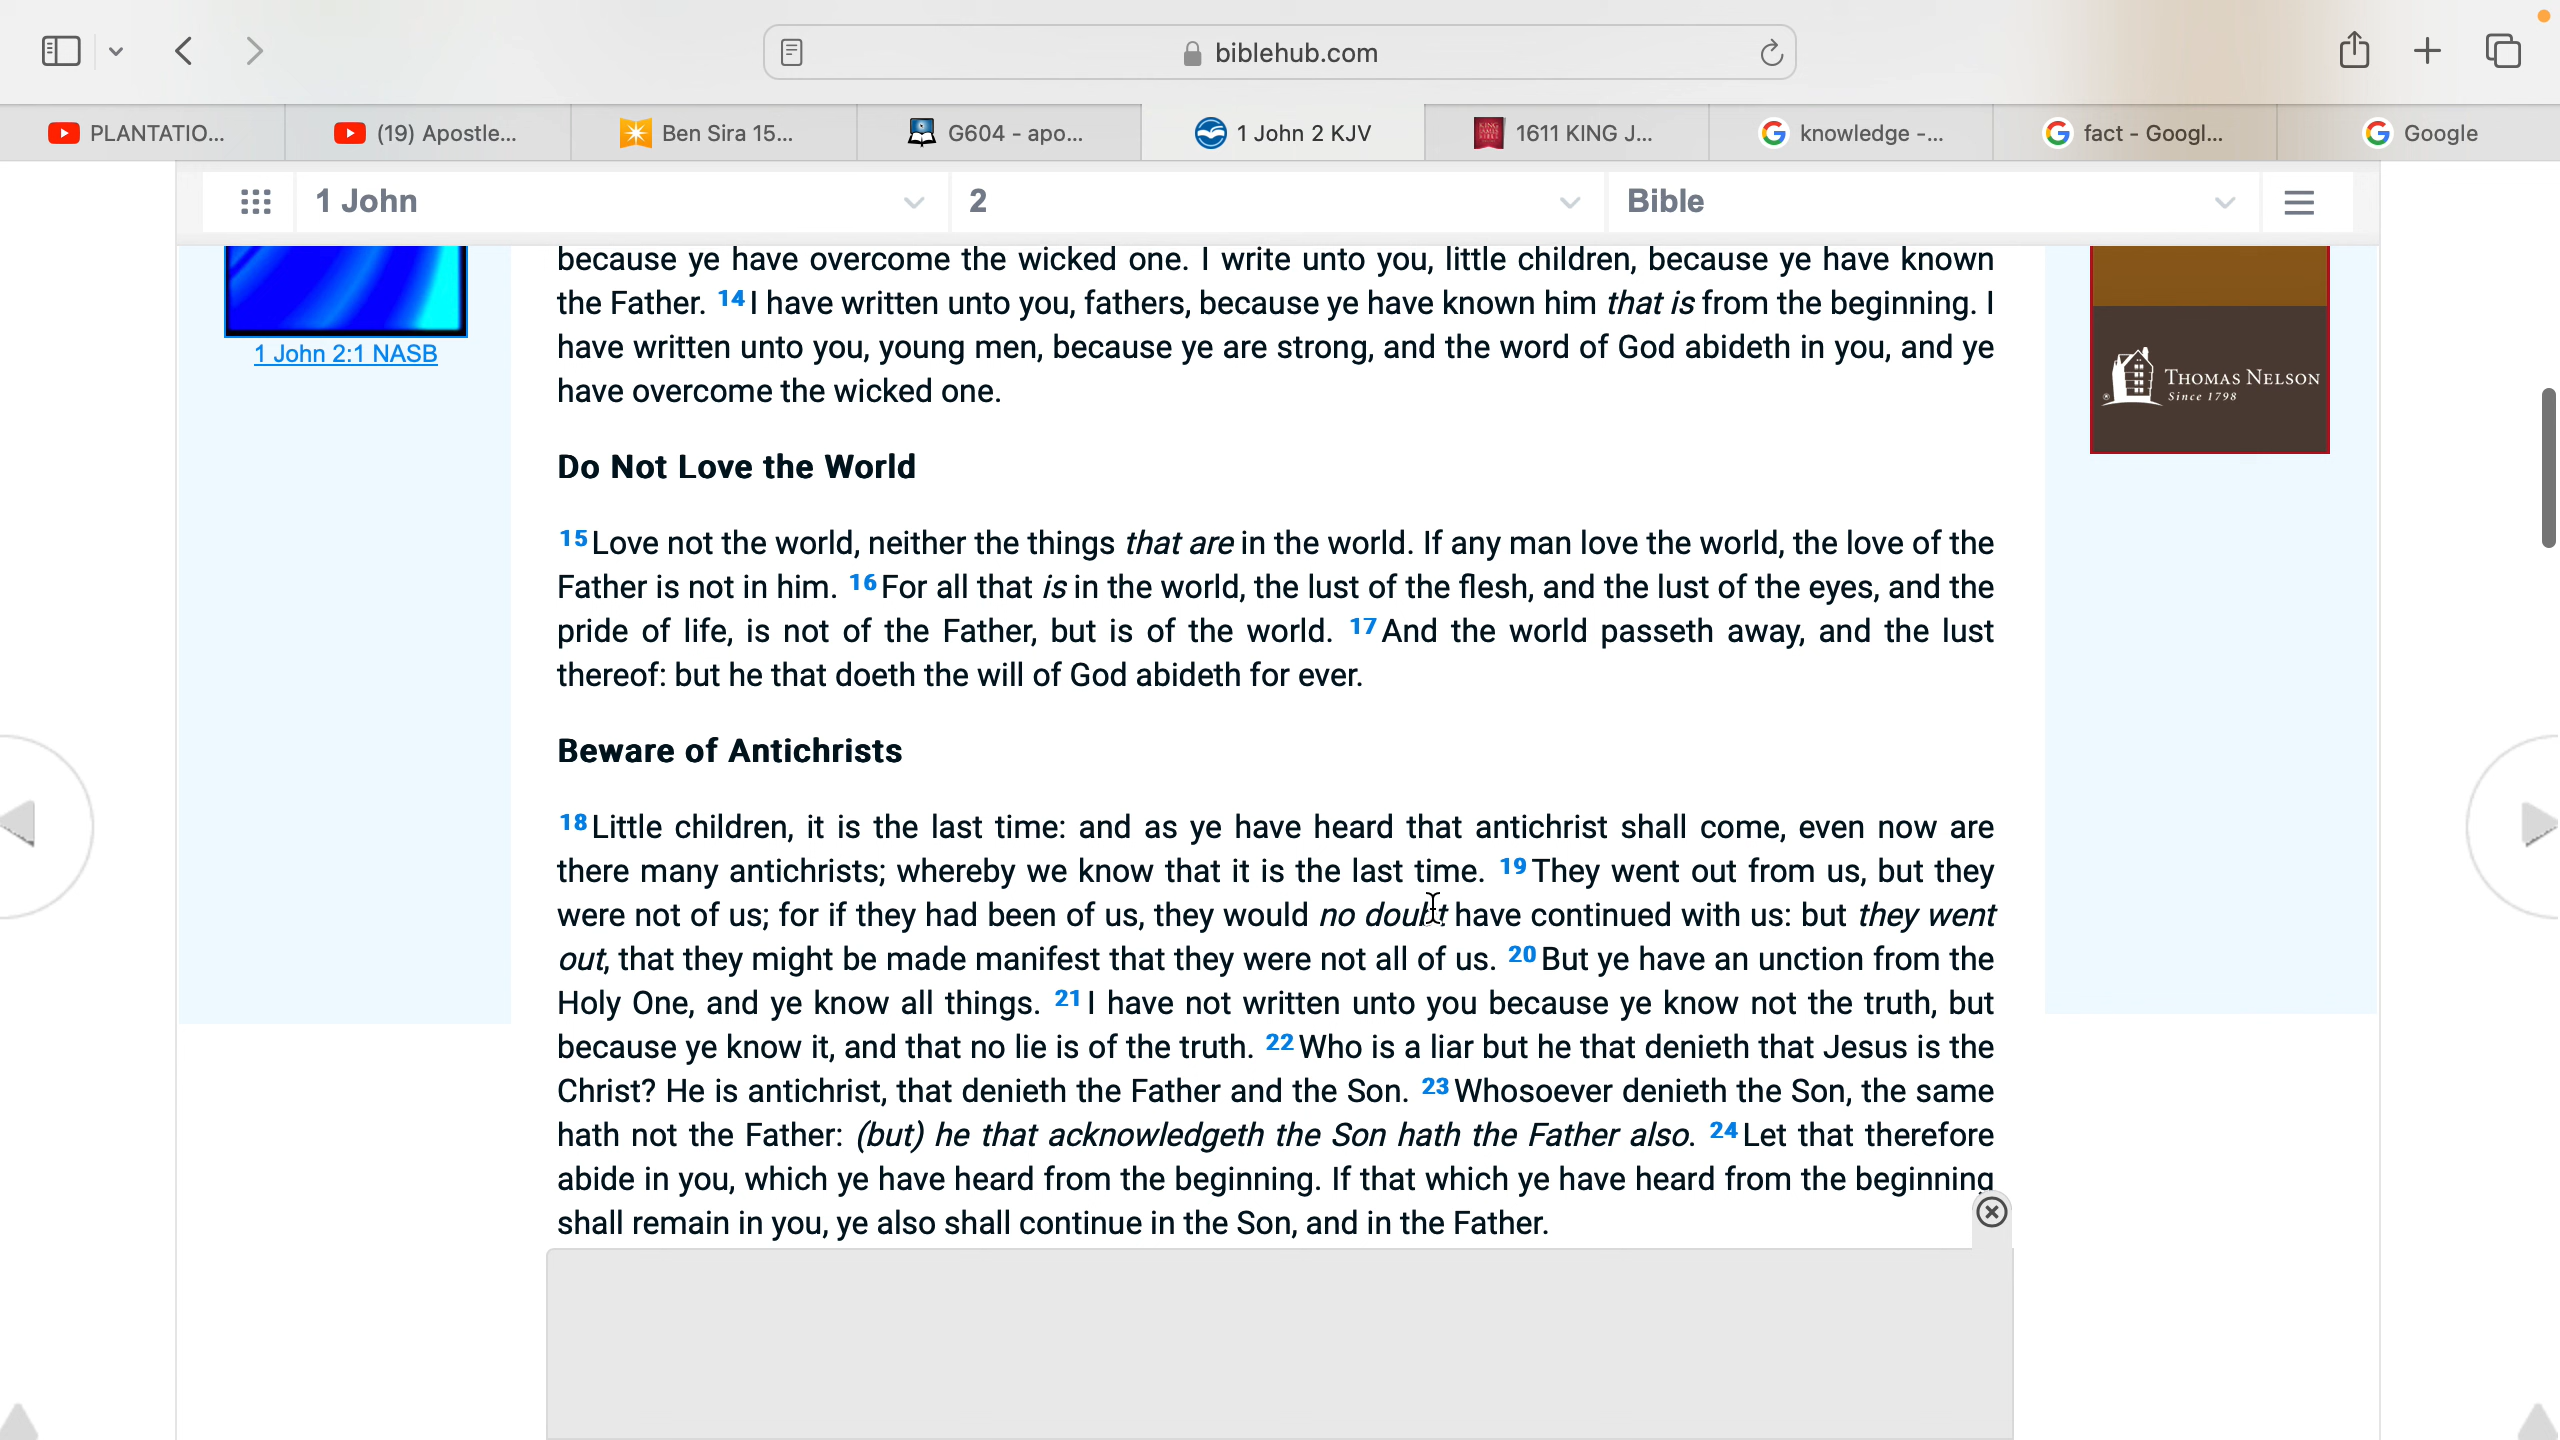 biblehub.com
PLANTATIO...
(19) Apostle...
Ben Sira 15...
G604 - apo...
1 John 2 KJV
1611 KING J...
knowledge -...
fact - Googl...
Google
1 John
2
Bible
because ye have overcome the wicked one. I write unto you, little children, because ye have known
the Father. 14 I have written unto you, fathers, because ye have known him that is from the beginning. I
have written unto you, young men, because ye are strong, and the word of God abideth in you, and ye
have overcome the wicked one.
1 John 2:1 NASB
THOMAS NELSON
Since 1798
Do Not Love the World
15 Love not the world, neither the things that are in the world. If any man love the world, the love of the
Father is not in him. 16 For all that is in the world, the lust of the flesh, and the lust of the eyes, and the
pride of life, is not of the Father, but is of the world. 17 And the world passeth away, and the lust
thereof: but he that doeth the will of God abideth for ever.
Beware of Antichrists
18 Little children, it is the last time: and as ye have heard that antichrist shall come, even now are
there many antichrists; whereby we know that it is the last time. 19 They went out from us, but they
were not of us; for if they had been of us, they would no doubt have continued with us: but they went
out, that they might be made manifest that they were not all of us. 20 But ye have an unction from the
Holy One, and ye know all things. 21 I have not written unto you because ye know not the truth, but
because ye know it, and that no lie is of the truth. 22 Who is a liar but he that denieth that Jesus is the
Christ? He is antichrist, that denieth the Father and the Son. 23 Whosoever denieth the Son, the same
hath not the Father: (but) he that acknowledgeth the Son hath the Father also. 24 Let that therefore
abide in you, which ye have heard from the beginning. If that which ye have heard from the beginning
shall remain in you, ye also shall continue in the Son, and in the Father.